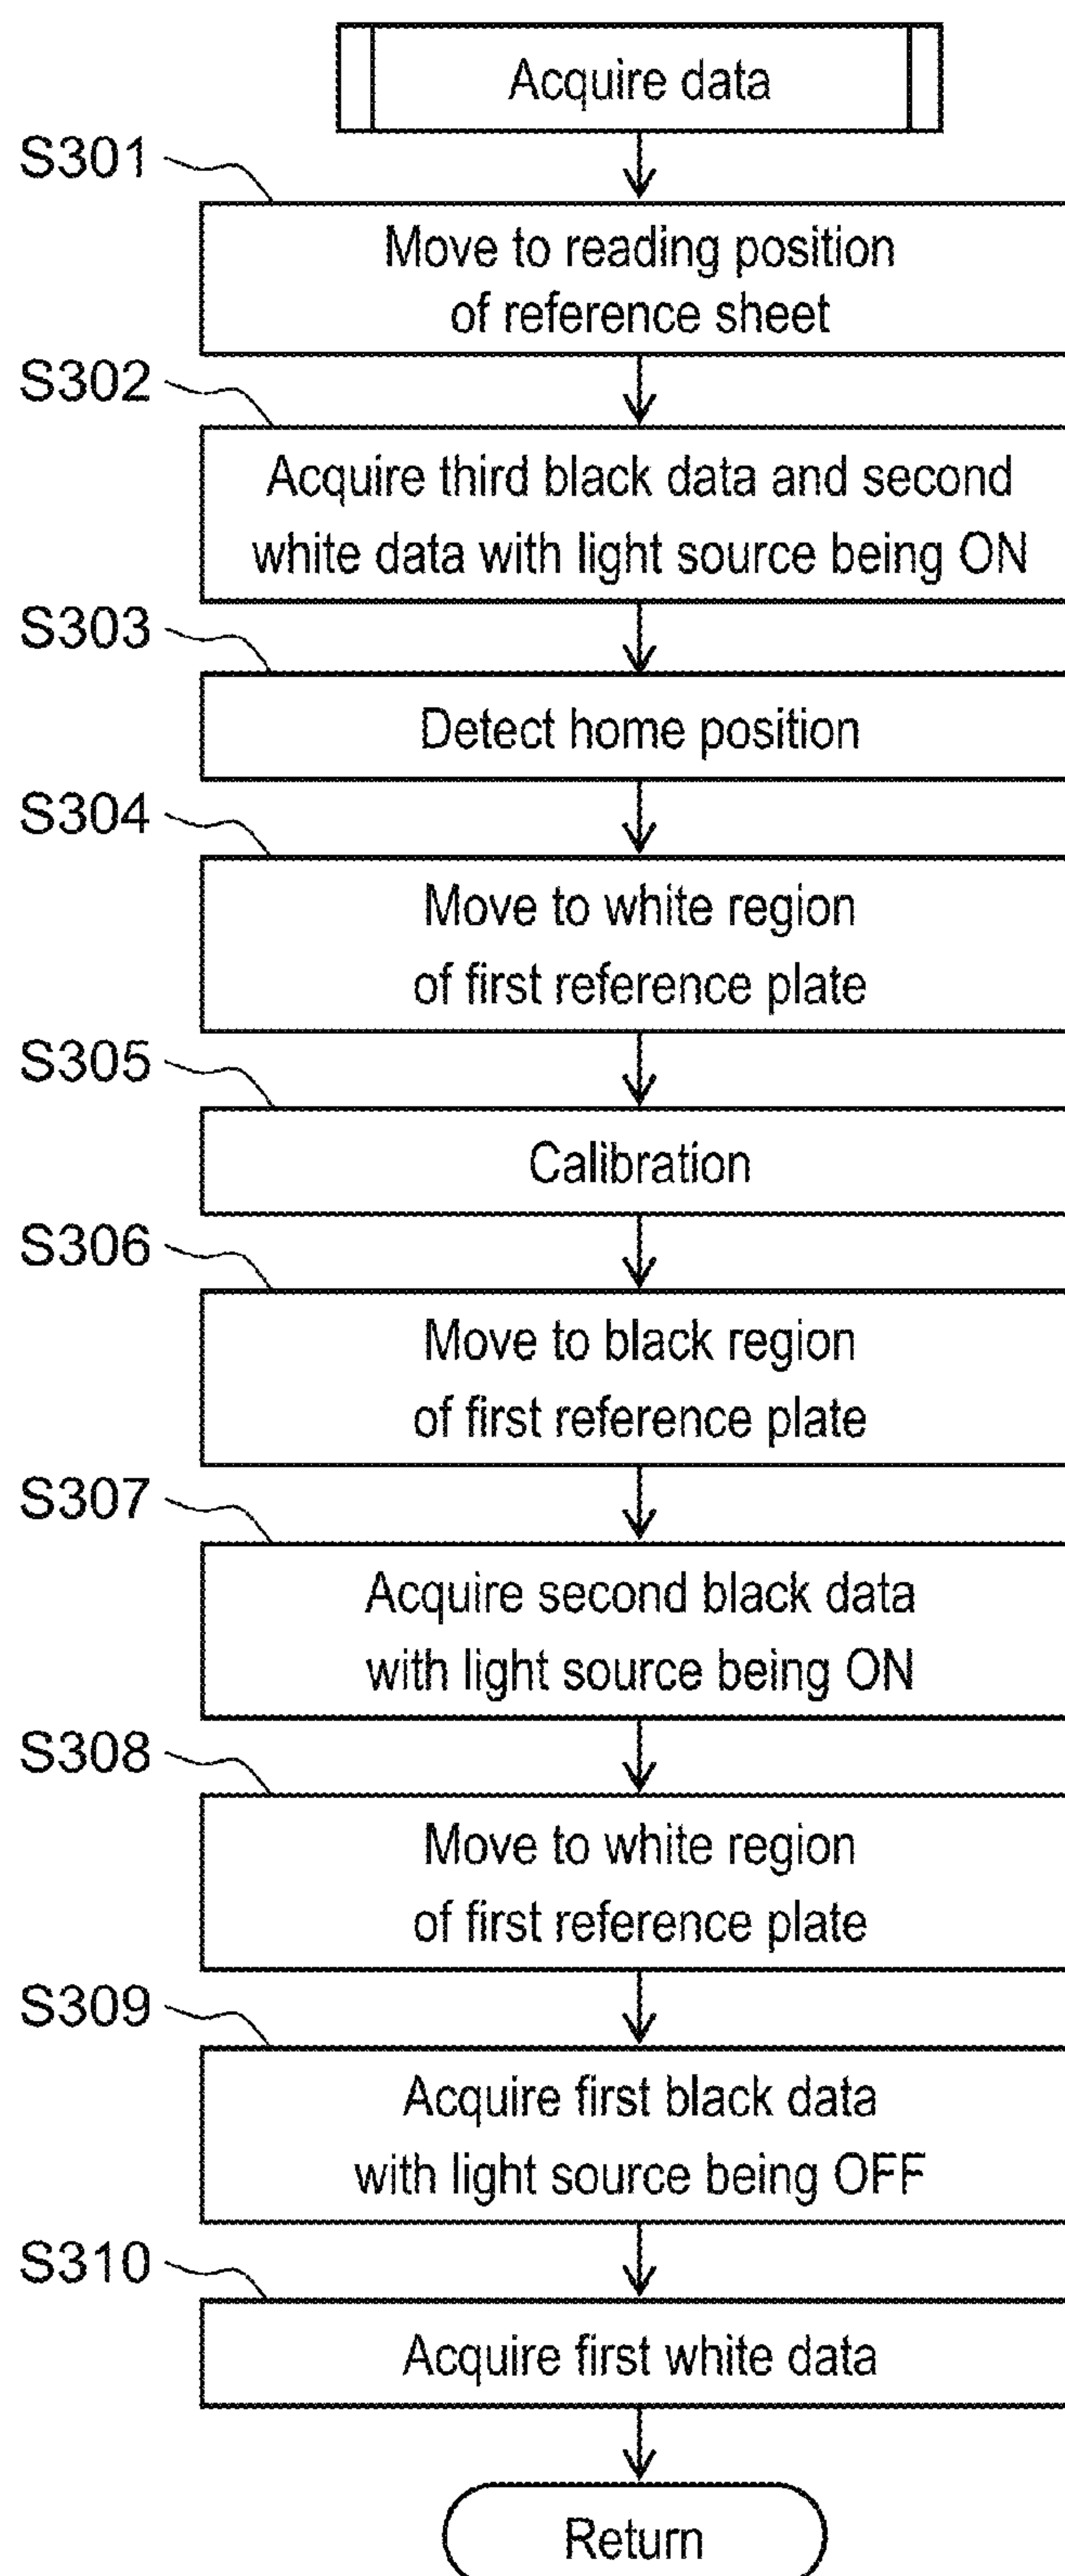 Acquire data
S301
Move to reading position
of reference sheet
S302
Acquire third black data and second
white data with light source being ON
S303
Detect home position
S304
Move to white region
of first reference plate
S305
Calibration
S306
Move to black region
of first reference plate
S307
Acquire second black data
with light source being ON
S308
Move to white region
of first reference plate
S309
Acquire first black data
with light source being OFF
S310
Acquire first white data
Return